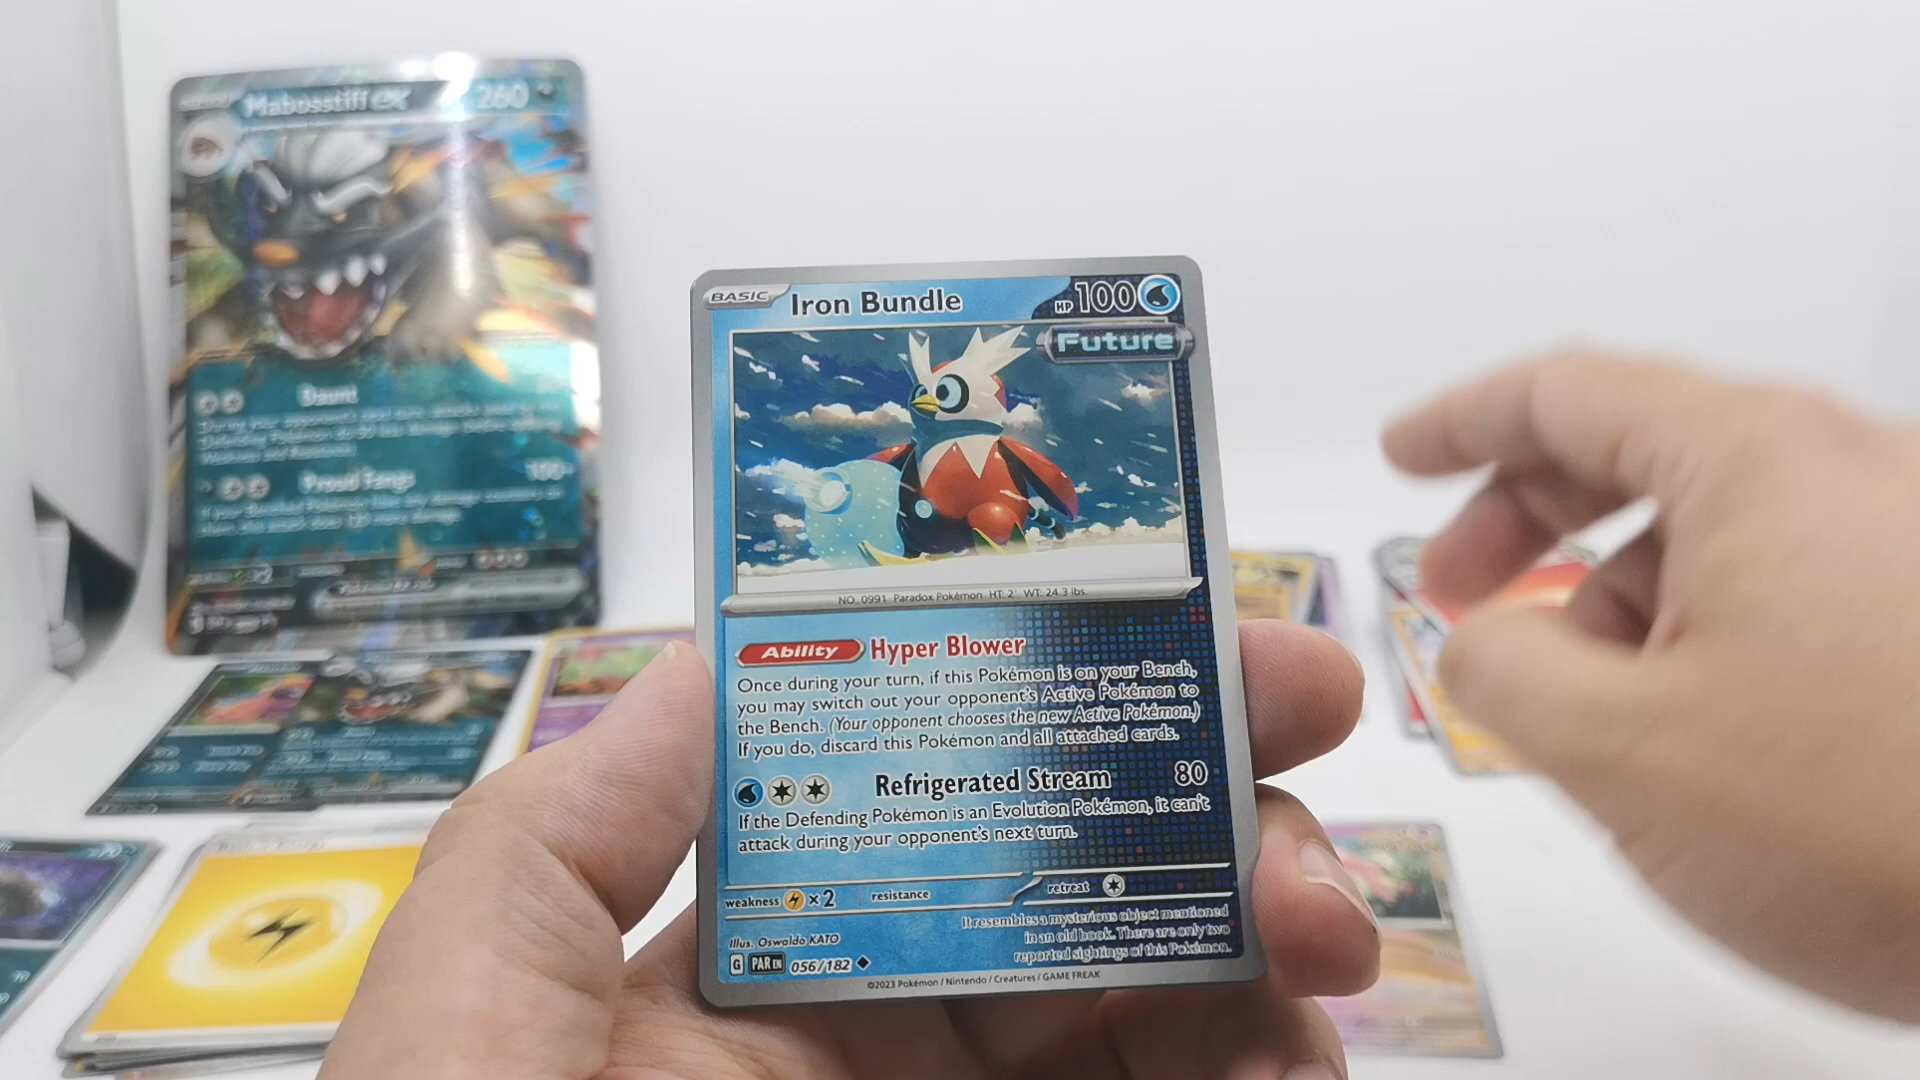 Mabosstiff ex 260
Daunt
Proud Fangs 100
BASIC Iron Bundle HP 100
Future
NO. 0991 Paradox Pokémon HT: 2' WT: 24.3 lbs.
Ability Hyper Blower
Once during your turn, if this Pokémon is on your Bench,
you may switch out your opponent's Active Pokémon to
the Bench. (Your opponent chooses the new Active Pokémon.)
If you do, discard this Pokémon and all attached cards.
Refrigerated Stream 80
If the Defending Pokémon is an Evolution Pokémon, it can't
attack during your opponent's next turn.
weakness ×2 resistance retreat
It resembles a mysterious object mentioned
in an old book. There are only two
reported sightings of this Pokémon.
Illus. Oswaldo KATO
G PAR EN 056/182
©2023 Pokémon / Nintendo / Creatures / GAME FREAK